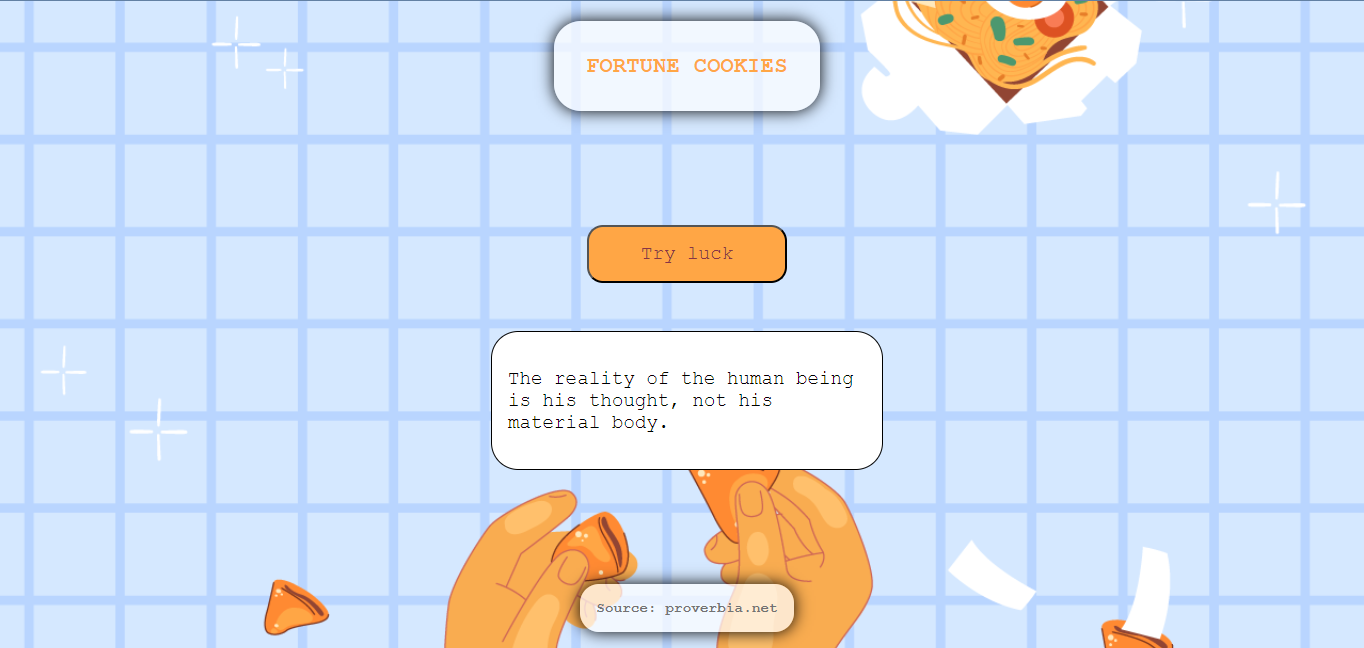 FORTUNE COOKIES
Try luck
The reality of the human being
is his thought, not his
material body.
Source: proverbia.net